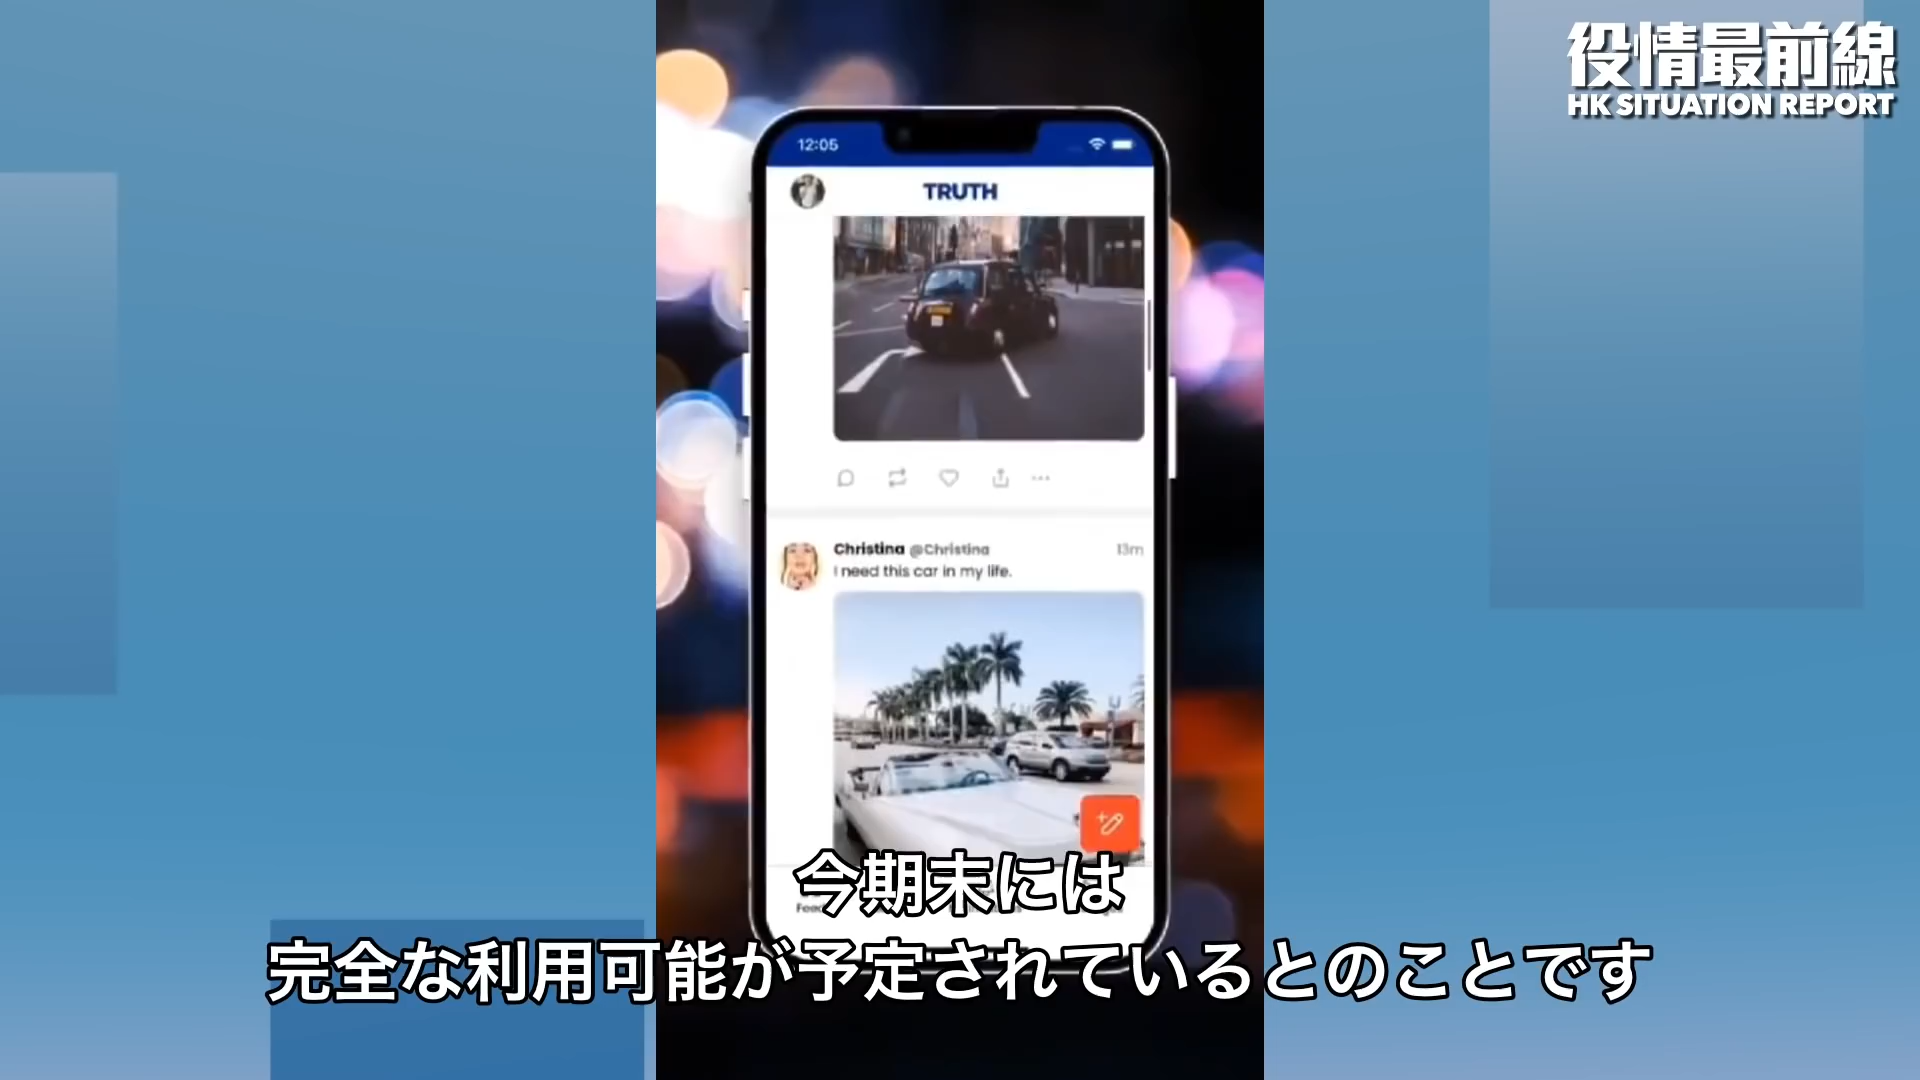 役情最前線
HK SITUATION REPORT
12:05
TRUTH
Christina @Christina 13m
I need this car in my life.
今期末には
完全な利用可能が予定されているとのことです